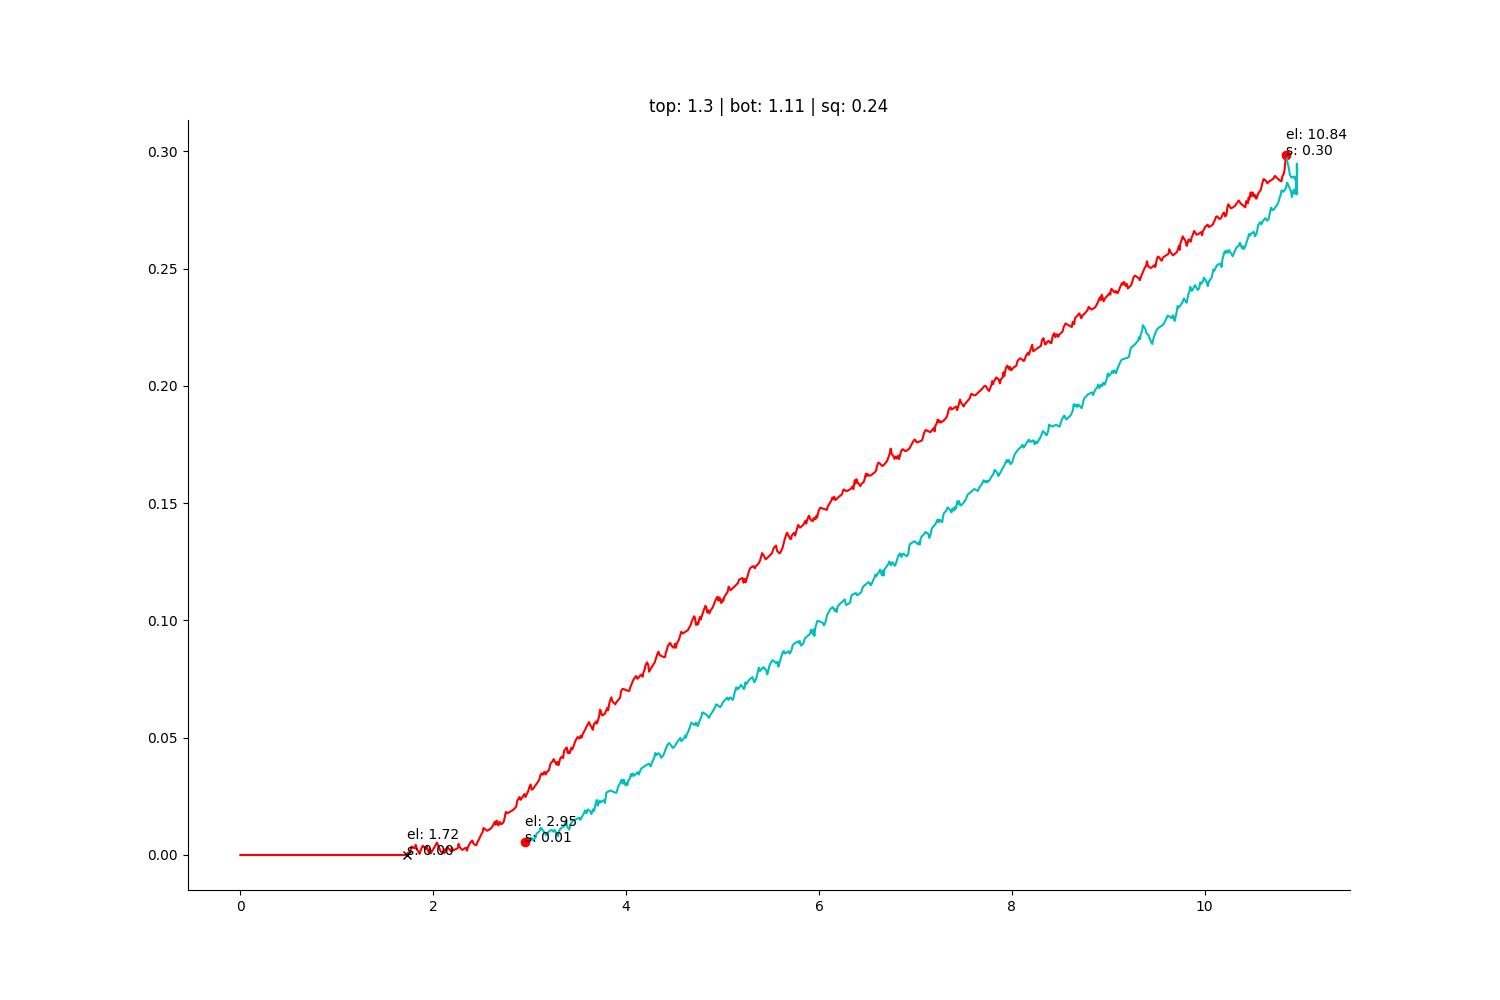 top: 1.3 | bot: 1.11 | sq: 0.24
el: 10.84
s: 0.30
0.30
0.25
0.20
0.15
0.10
0.05
el: 2.95
s: 0.01
el: 1.72
s: 0.00
0.00
0 2 4 6 8 10